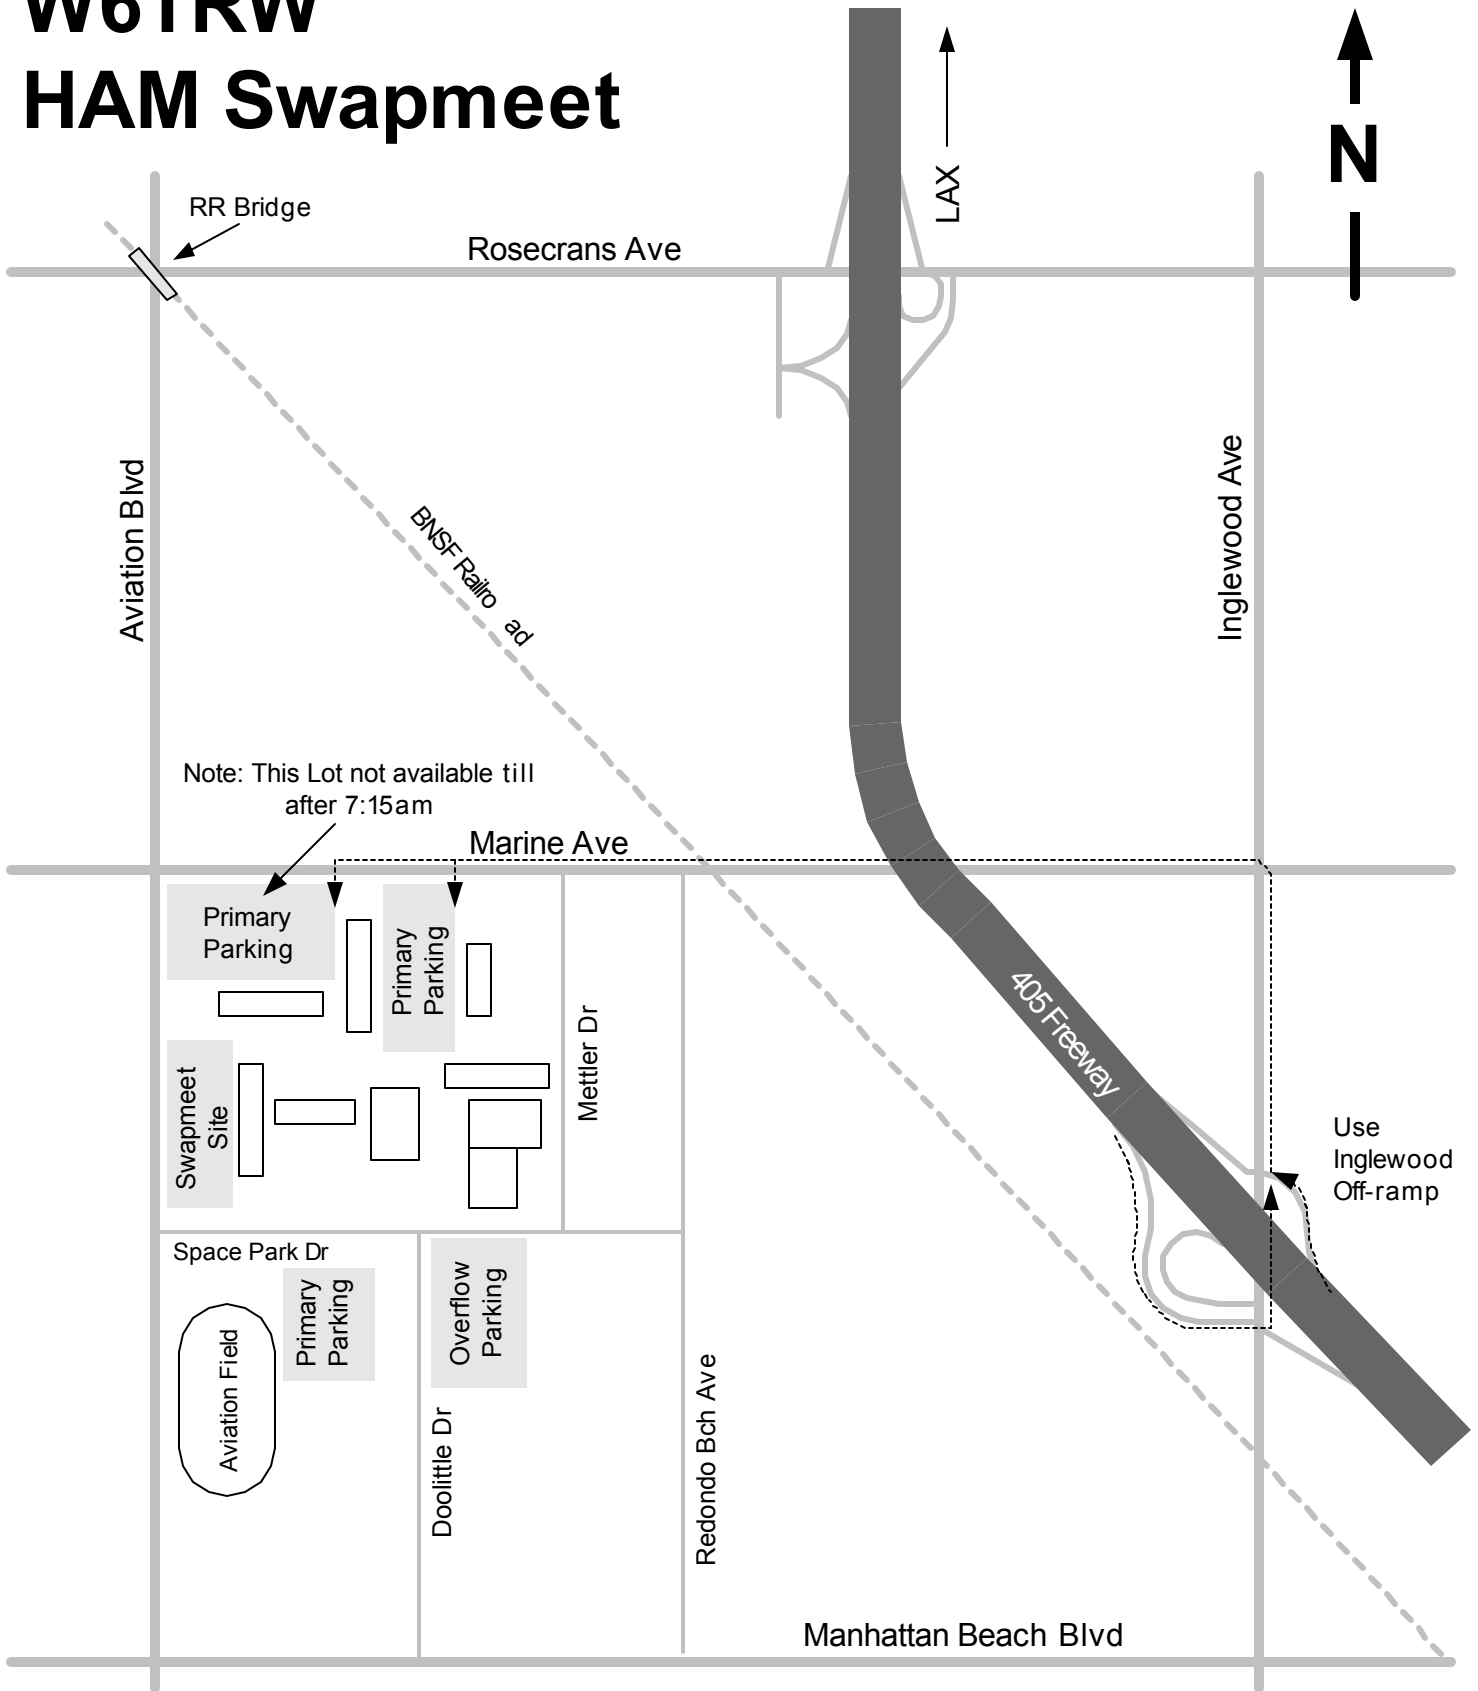 W6TRW
HAM Swapmeet
LAX
N
RR Bridge
Rosecrans Ave
Aviation Blvd
BNSF Railroad
Inglewood Ave
Note: This Lot not available till
after 7:15am
Marine Ave
Primary
Parking
Primary
Parking
405 Freeway
Mettler Dr
Swapmeet
Site
Use
Inglewood
Off-ramp
Space Park Dr
Primary
Parking
Overflow
Parking
Aviation Field
Doolittle Dr
Redondo Bch Ave
Manhattan Beach Blvd